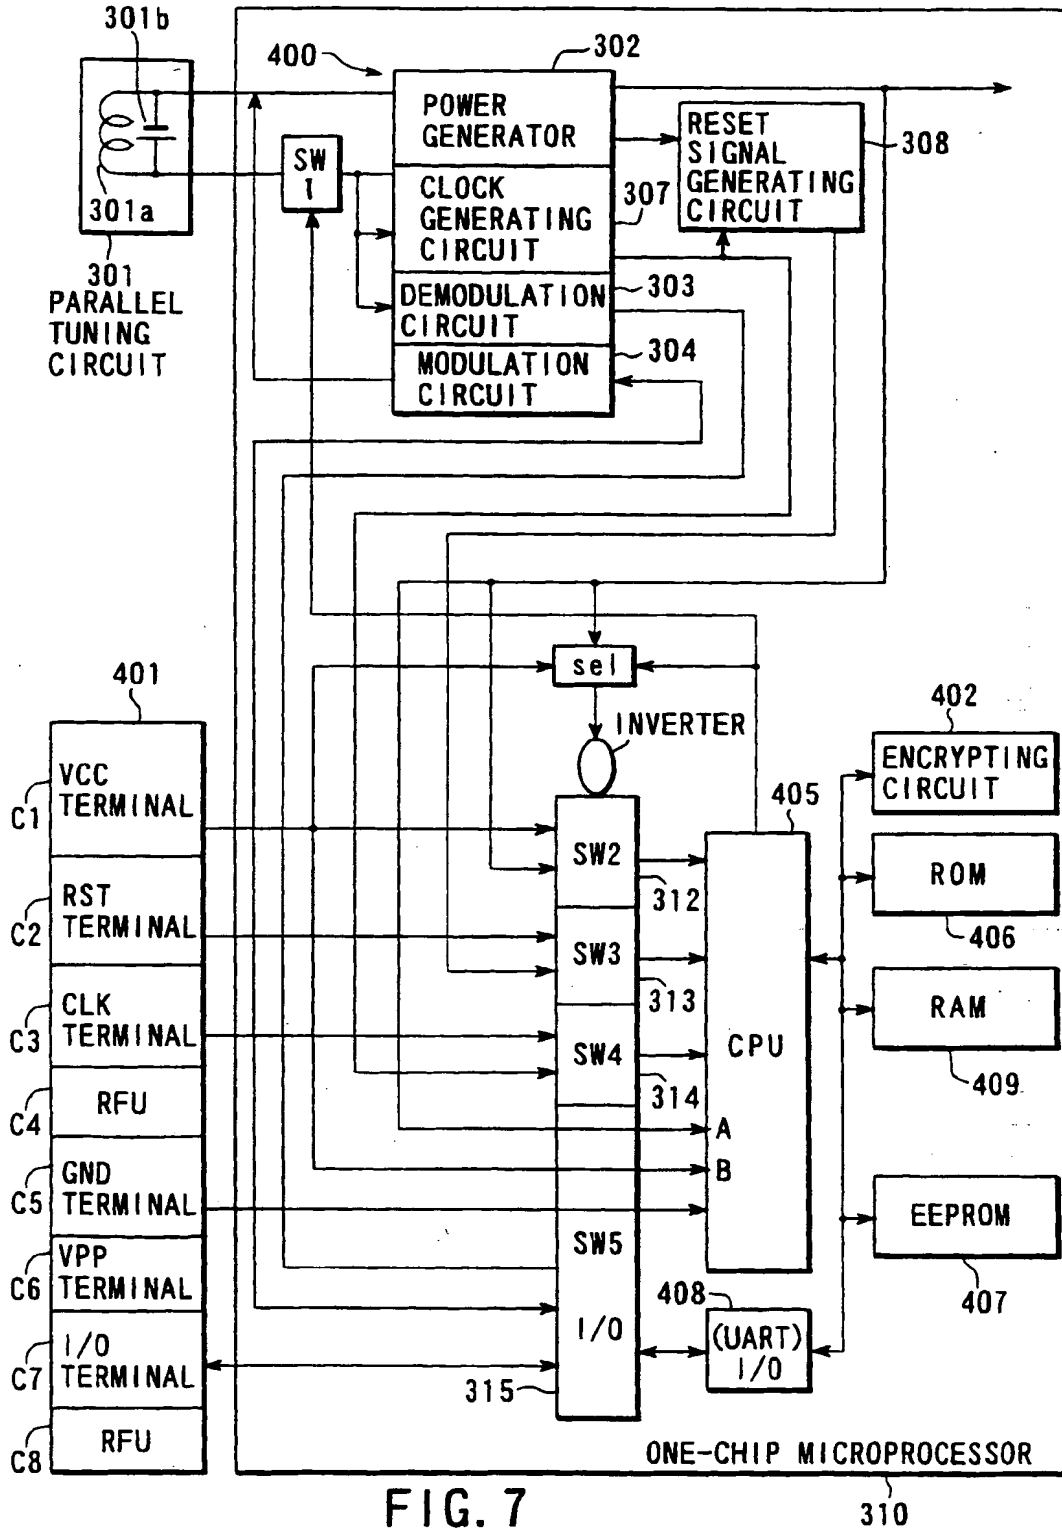 301b
400
302
POWER
GENERATOR
RESET
SIGNAL
GENERATING
CIRCUIT
308
SW
1
301a
CLOCK
GENERATING
CIRCUIT
307
301
PARALLEL
TUNING
CIRCUIT
DEMODULATION
CIRCUIT
303
MODULATION
CIRCUIT
304
sel
INVERTER
401
VCC
TERMINAL
C1
RST
TERMINAL
C2
CLK
TERMINAL
C3
RFU
C4
GND
TERMINAL
C5
VPP
TERMINAL
C6
I/O
TERMINAL
C7
RFU
C8
SW2
312
SW3
313
SW4
314
SW5
I/O
315
405
CPU
A
B
408
(UART)
I/O
402
ENCRYPTING
CIRCUIT
ROM
406
RAM
409
EEPROM
407
ONE-CHIP MICROPROCESSOR
310
FIG. 7